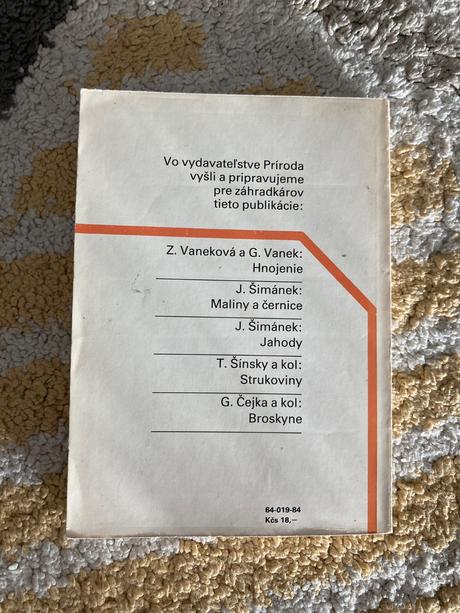 Vo vydavateľstve Príroda
vyšli a pripravujeme
pre záhradkárov
tieto publikácie:
Z. Vaneková a G. Vanek:
Hnojenie
J. Šimánek:
Maliny a černice
J. Šimánek:
Jahody
T. Šínsky a kol:
Strukoviny
G. Čejka a kol:
Broskyne
64-019-84
Kčs 18,—